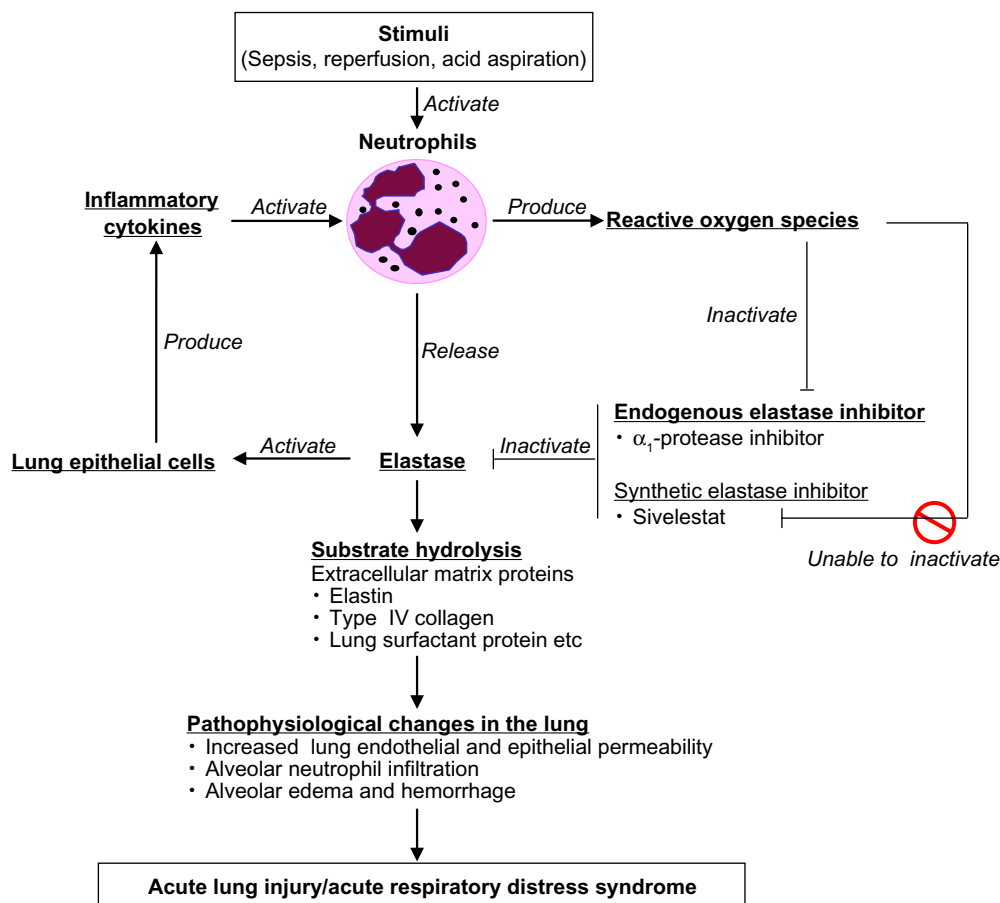 Stimuli
(Sepsis, reperfusion, acid aspiration)
Activate
Neutrophils
Inflammatory
cytokines
Activate
Produce
Reactive oxygen species
Produce
Release
Inactivate
Endogenous elastase inhibitor
・α₁-protease inhibitor
Lung epithelial cells
Activate
Elastase
Inactivate
Synthetic elastase inhibitor
・Sivelestat
Unable to inactivate
Substrate hydrolysis
Extracellular matrix proteins
・Elastin
・Type IV collagen
・Lung surfactant protein etc
Pathophysiological changes in the lung
・Increased lung endothelial and epithelial permeability
・Alveolar neutrophil infiltration
・Alveolar edema and hemorrhage
Acute lung injury/acute respiratory distress syndrome